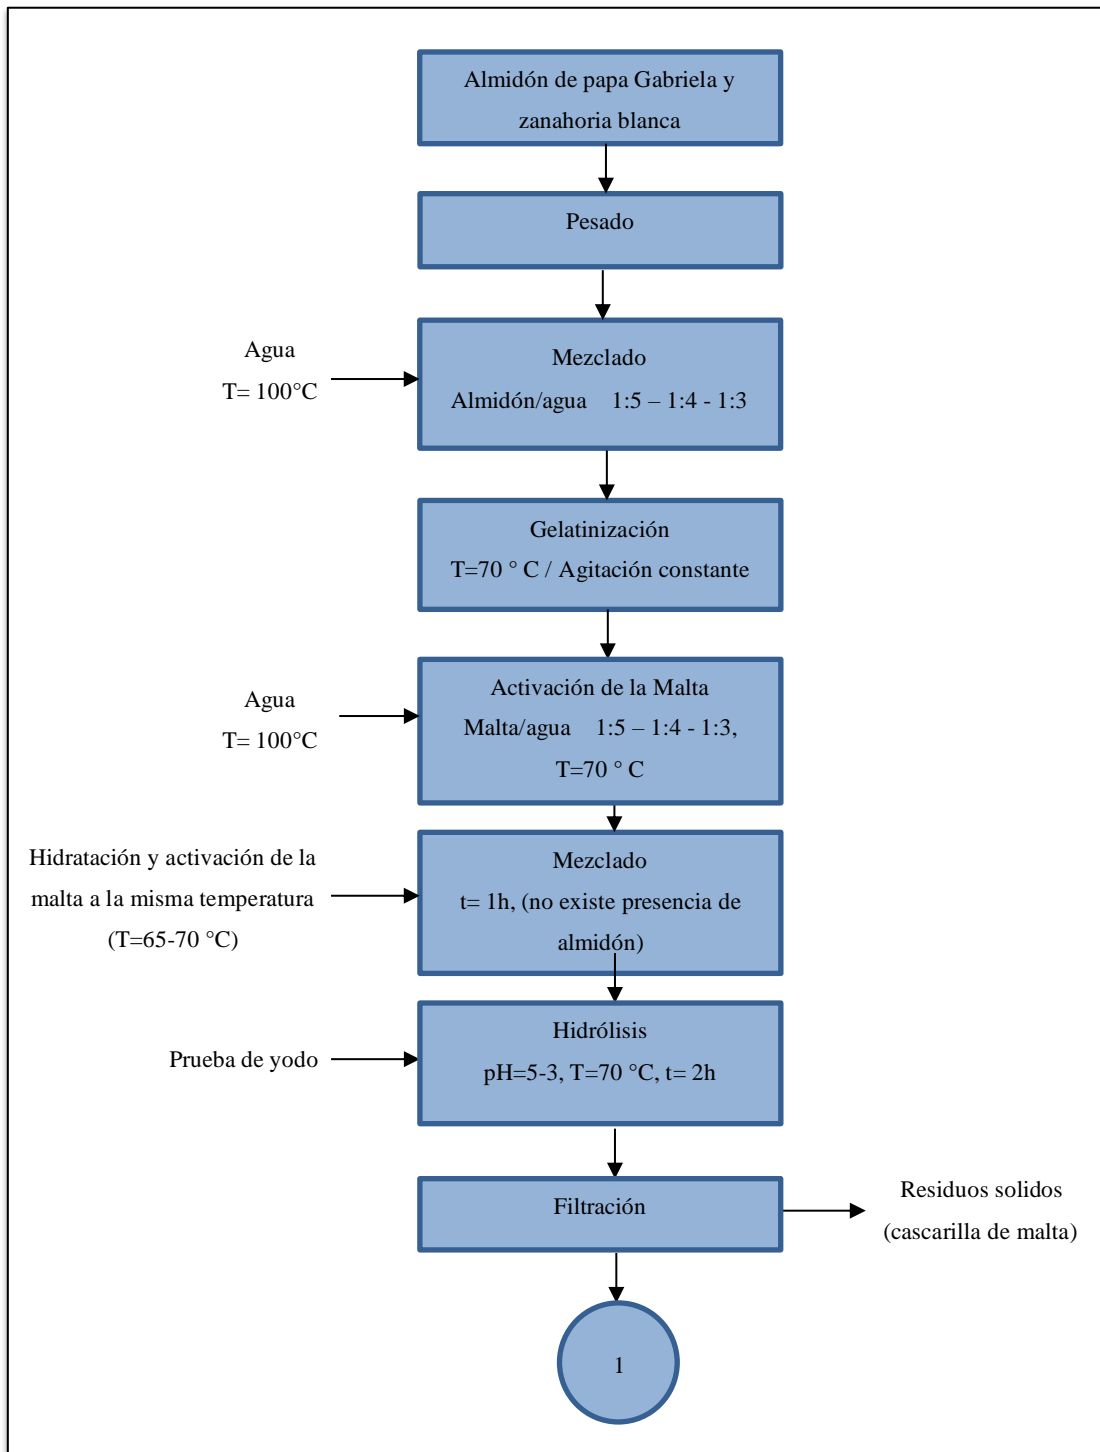 Almidón de papa Gabriela y
zanahoria blanca
Pesado
Agua
T= 100°C
Mezclado
Almidón/agua 1:5 – 1:4 - 1:3
Gelatinización
T=70 ° C / Agitación constante
Agua
T= 100°C
Activación de la Malta
Malta/agua 1:5 – 1:4 - 1:3,
T=70 ° C
Hidratación y activación de la
malta a la misma temperatura
(T=65-70 °C)
Mezclado
t= 1h, (no existe presencia de
almidón)
Prueba de yodo
Hidrólisis
pH=5-3, T=70 °C, t= 2h
Filtración
Residuos solidos
(cascarilla de malta)
1